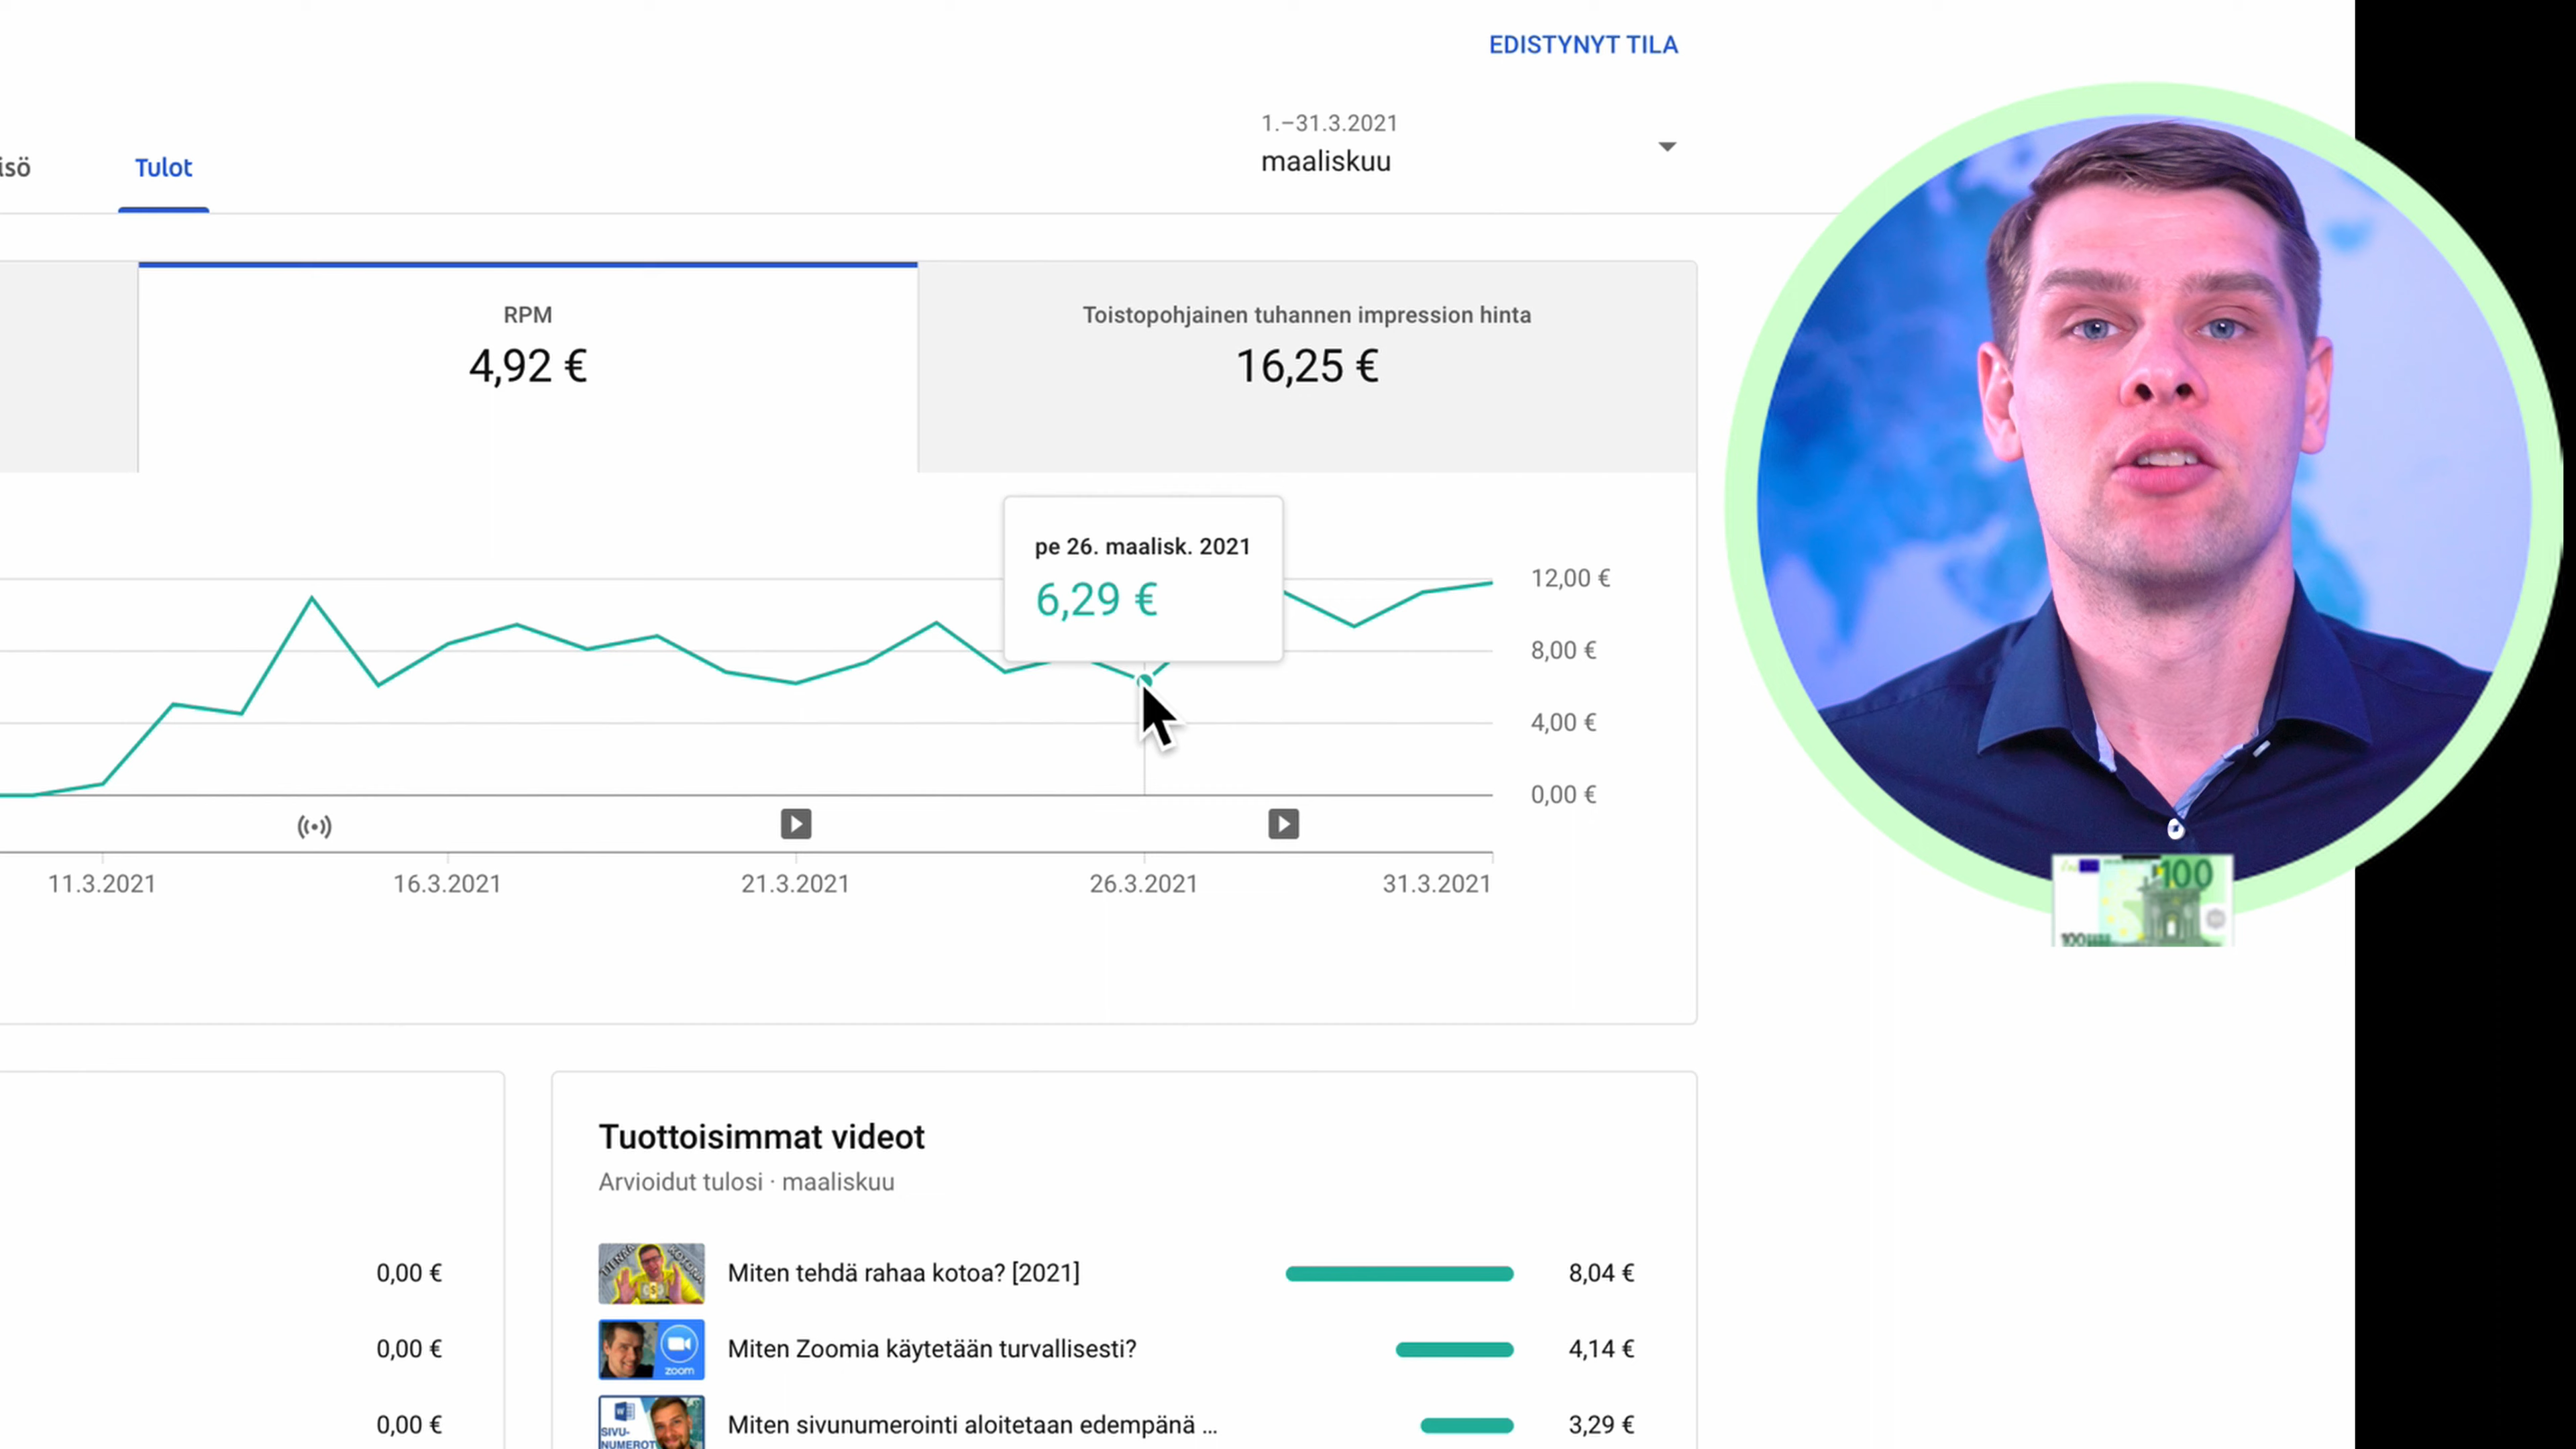 EDISTYNYT TILA
1.–31.3.2021
maaliskuu
isö
Tulot
RPM
4,92 €
Toistopohjainen tuhannen impression hinta
16,25 €
pe 26. maalisk. 2021
6,29 €
12,00 €
8,00 €
4,00 €
0,00 €
11.3.2021
16.3.2021
21.3.2021
26.3.2021
31.3.2021
100
100
Tuottoisimmat videot
Arvioidut tulosi · maaliskuu
0,00 €
Miten tehdä rahaa kotoa? [2021]
8,04 €
0,00 €
zoom
Miten Zoomia käytetään turvallisesti?
4,14 €
0,00 €
W
SIVU-
NUMEROT
Miten sivunumerointi aloitetaan edempänä ...
3,29 €